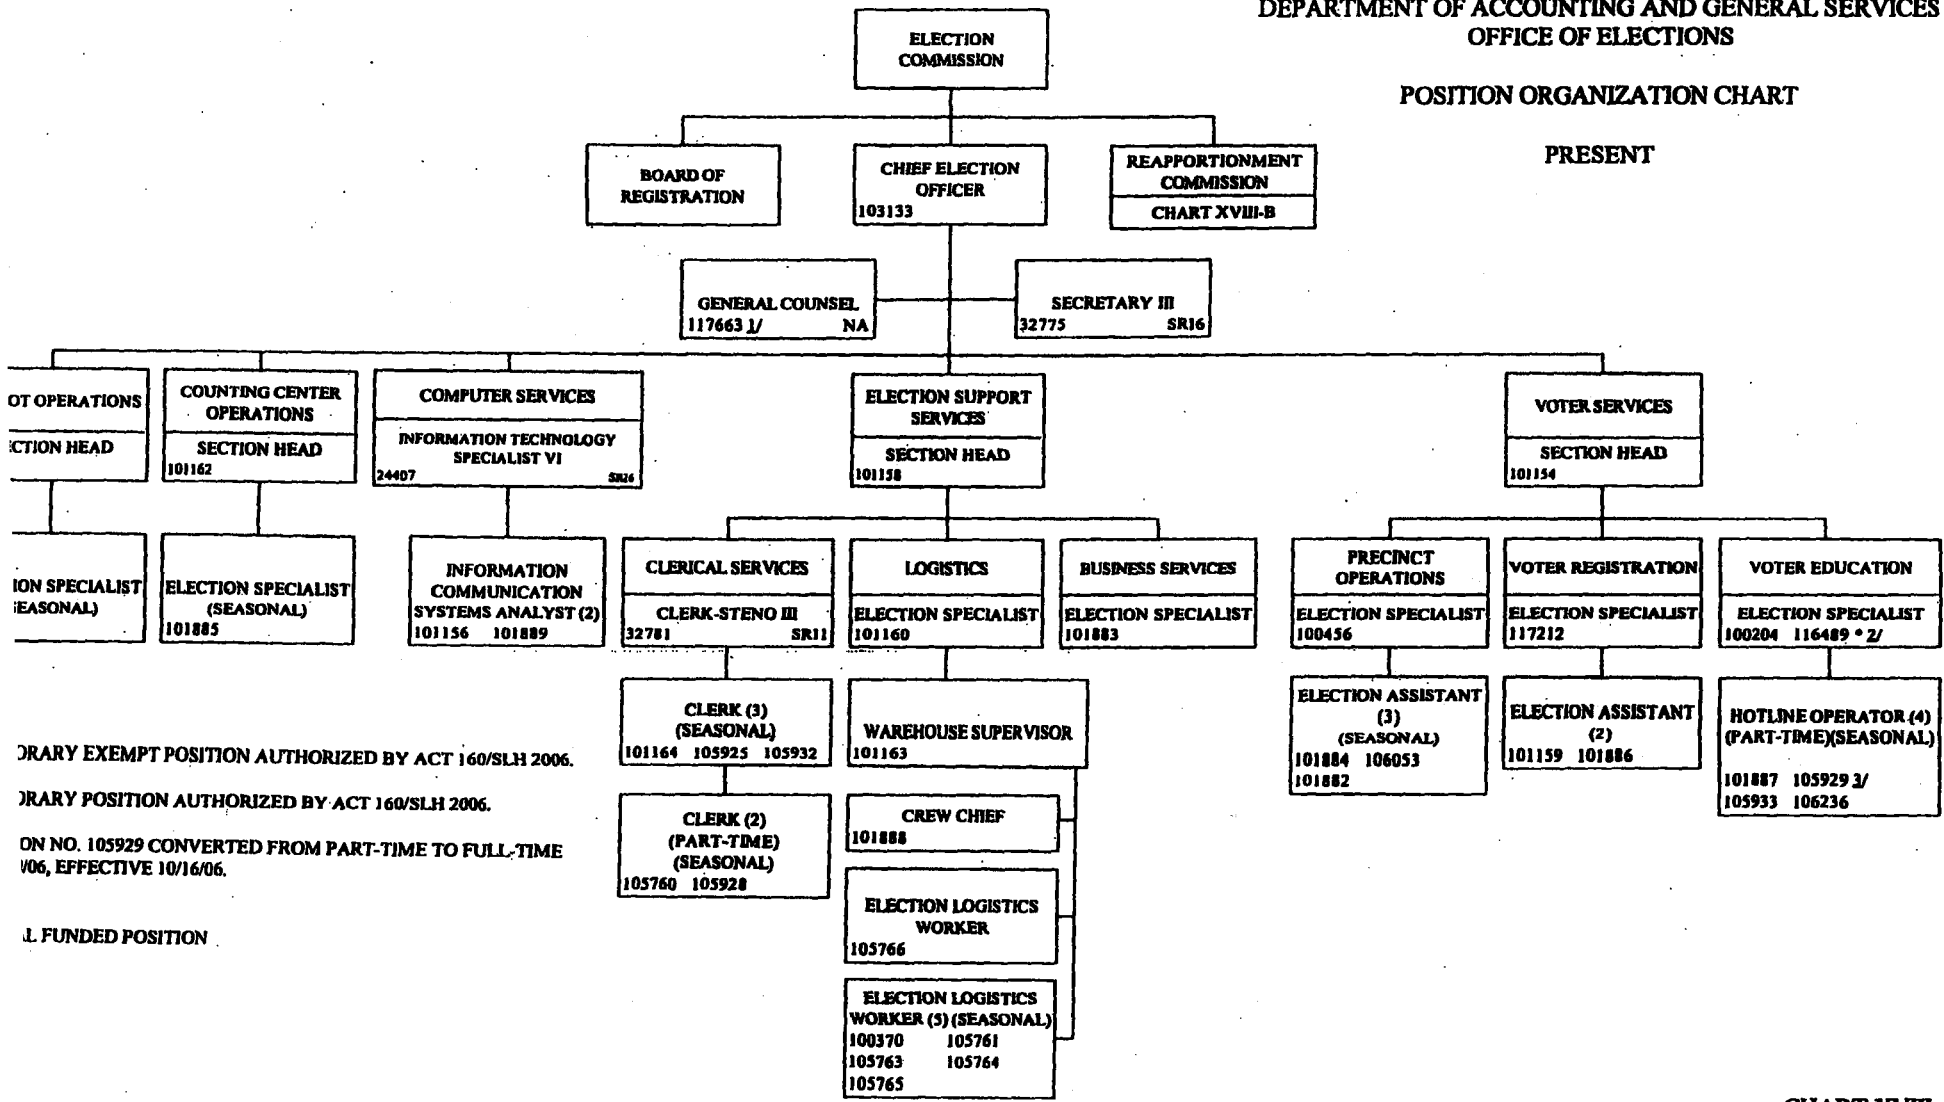 DEPARTMENT OF ACCOUNTING AND GENERAL SERVICES
OFFICE OF ELECTIONS
POSITION ORGANIZATION CHART
PRESENT
ELECTION
COMMISSION
BOARD OF
REGISTRATION
CHIEF ELECTION
OFFICER
103133
REAPPORTIONMENT
COMMISSION
CHART XVIII-B
GENERAL COUNSEL
117663 1/ NA
SECRETARY III
32775 SR16
OT OPERATIONS
CTION HEAD
COUNTING CENTER
OPERATIONS
SECTION HEAD
101162
COMPUTER SERVICES
INFORMATION TECHNOLOGY
SPECIALIST VI
24407 SR26
ELECTION SUPPORT
SERVICES
SECTION HEAD
101158
VOTER SERVICES
SECTION HEAD
101154
ION SPECIALIST
EASONAL)
ELECTION SPECIALIST
(SEASONAL)
101885
INFORMATION
COMMUNICATION
SYSTEMS ANALYST (2)
101156 101889
CLERICAL SERVICES
CLERK-STENO III
32781 SR11
LOGISTICS
ELECTION SPECIALIST
101160
BUSINESS SERVICES
ELECTION SPECIALIST
101883
PRECINCT
OPERATIONS
ELECTION SPECIALIST
100456
VOTER REGISTRATION
ELECTION SPECIALIST
117212
VOTER EDUCATION
ELECTION SPECIALIST
100204 116489 * 2/
CLERK (3)
(SEASONAL)
101164 105925 105932
WAREHOUSE SUPERVISOR
101163
ELECTION ASSISTANT
(3)
(SEASONAL)
101884 106053
101882
ELECTION ASSISTANT
(2)
101159 101886
HOTLINE OPERATOR (4)
(PART-TIME)(SEASONAL)
101887 105929 3/
105933 106236
CLERK (2)
(PART-TIME)
(SEASONAL)
105760 105928
CREW CHIEF
101888
ELECTION LOGISTICS
WORKER
105766
ELECTION LOGISTICS
WORKER (5) (SEASONAL)
100370 105761
105763 105764
105765
ORARY EXEMPT POSITION AUTHORIZED BY ACT 160/SLH 2006.
ORARY POSITION AUTHORIZED BY ACT 160/SLH 2006.
ON NO. 105929 CONVERTED FROM PART-TIME TO FULL-TIME
/06, EFFECTIVE 10/16/06.
L FUNDED POSITION